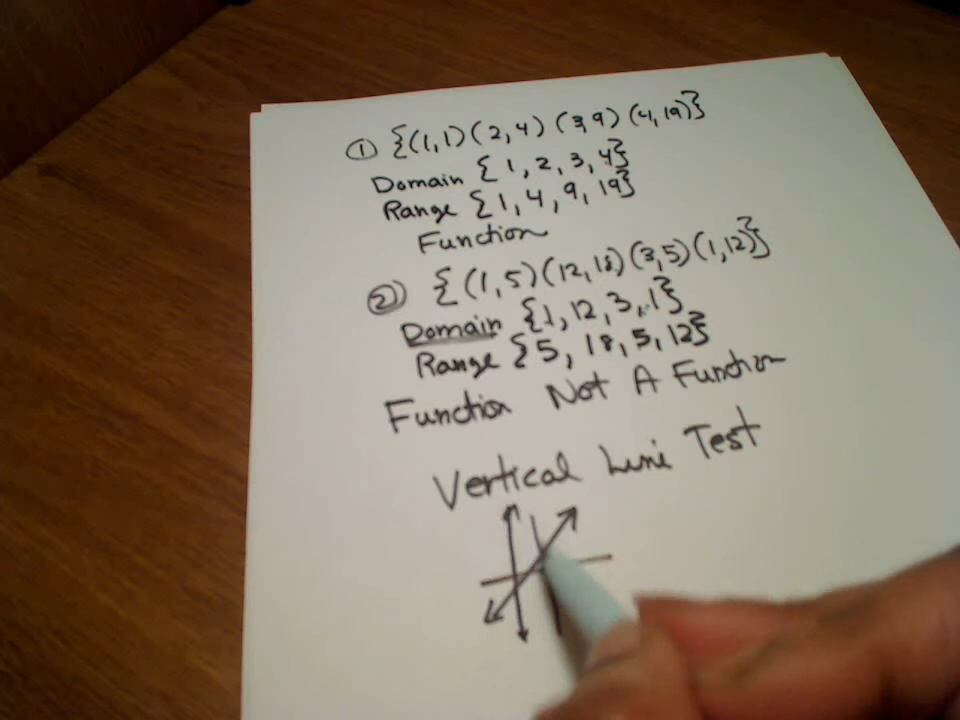 ① {(1,1)(2,4)(3,9)(4,19)}
Domain {1,2,3,4}
Range {1,4,9,19}
Function
② {(1,5)(12,18)(3,5)(1,12)}
Domain {1,12,3,1}
Range {5,18,5,12}
Function Not A Function
Vertical Line Test